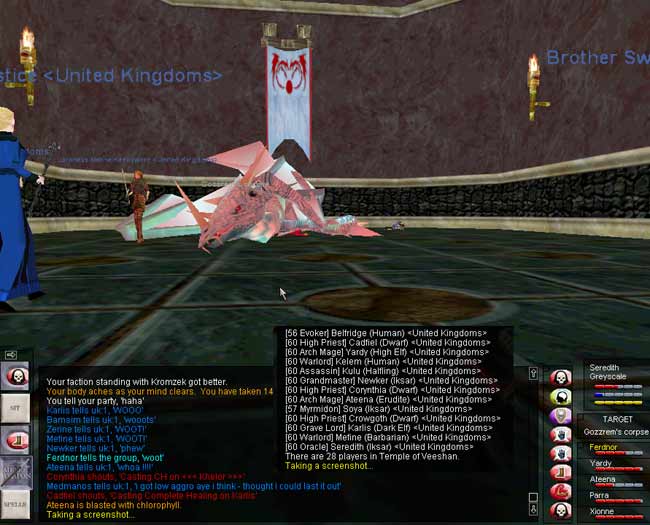 stice <United Kingdoms>
Brother Sw
[56 Evoker] Belfridge (Human) <United Kingdoms>
[60 High Priest] Cadfiel (Dwarf) <United Kingdoms>
[60 Arch Mage] Yardy (High Elf) <United Kingdoms>
[60 Warlord] Kelem (Human) <United Kingdoms>
[60 Assassin] Kulu (Halfling) <United Kingdoms>
[60 Grandmaster] Newker (Iksar) <United Kingdoms>
[60 High Priest] Corynthia (Dwarf) <United Kingdoms>
[60 Arch Mage] Ateena (Erudite) <United Kingdoms>
[57 Myrmidon] Soya (Iksar) <United Kingdoms>
[60 High Priest] Crowgoth (Dwarf) <United Kingdoms>
[60 Grave Lord] Karlis (Dark Elf) <United Kingdoms>
[60 Warlord] Mefine (Barbarian) <United Kingdoms>
[60 Oracle] Seredith (Iksar) <United Kingdoms>
There are 28 players in Temple of Veeshan.
Taking a screenshot...
Your faction standing with Kromzek got better.
Your body aches as your mind clears. You have taken 14
You tell your party, 'haha'
Karlis tells uk:1, 'WOOO'
Bamsim tells uk:1, 'wooots'
Zerine tells uk:1, 'WOOT!'
Mefine tells uk:1, 'WOOT!'
Newker tells uk:1, 'phew'
Ferdnor tells the group, 'woot'
Ateena tells uk:1, 'whoa !!!!'
Corynthia shouts, 'Casting CH on <<< Khelor >>>'
Medmanos tells uk:1, 'i got low aggro ave i think - thought i could last it out'
Cadfiel shouts, 'Casting Complete Healing on Karlis'
Ateena is blasted with chlorophyll.
Taking a screenshot...
SIT
SPELLS
Seredith
Greyscale
TARGET
Gozzrem's corpse
Ferdnor
Yardy
Ateena
Parra
Xionne